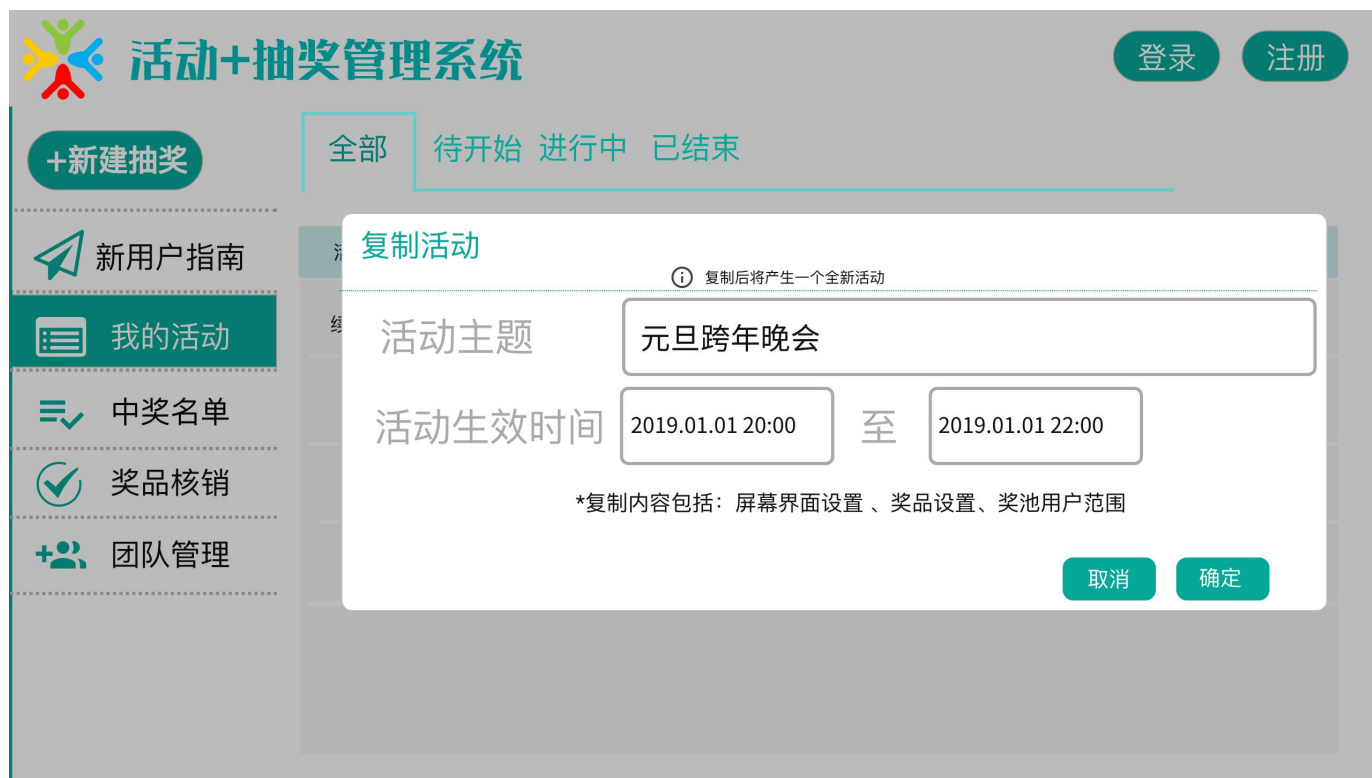 活动+抽奖管理系统
登录 注册
+新建抽奖
全部 待开始 进行中 已结束
新用户指南
我的活动
中奖名单
奖品核销
团队管理
复制活动
复制后将产生一个全新活动
活动主题 元旦跨年晚会
活动生效时间 2019.01.01 20:00 至 2019.01.01 22:00
*复制内容包括：屏幕界面设置 、奖品设置、奖池用户范围
取消 确定